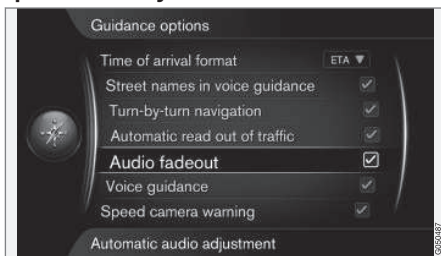 Guidance options
Time of arrival format ETA
Street names in voice guidance
Turn-by-turn navigation
Automatic read out of traffic
Audio fadeout
Voice guidance
Speed camera warning
Automatic audio adjustment
G050487